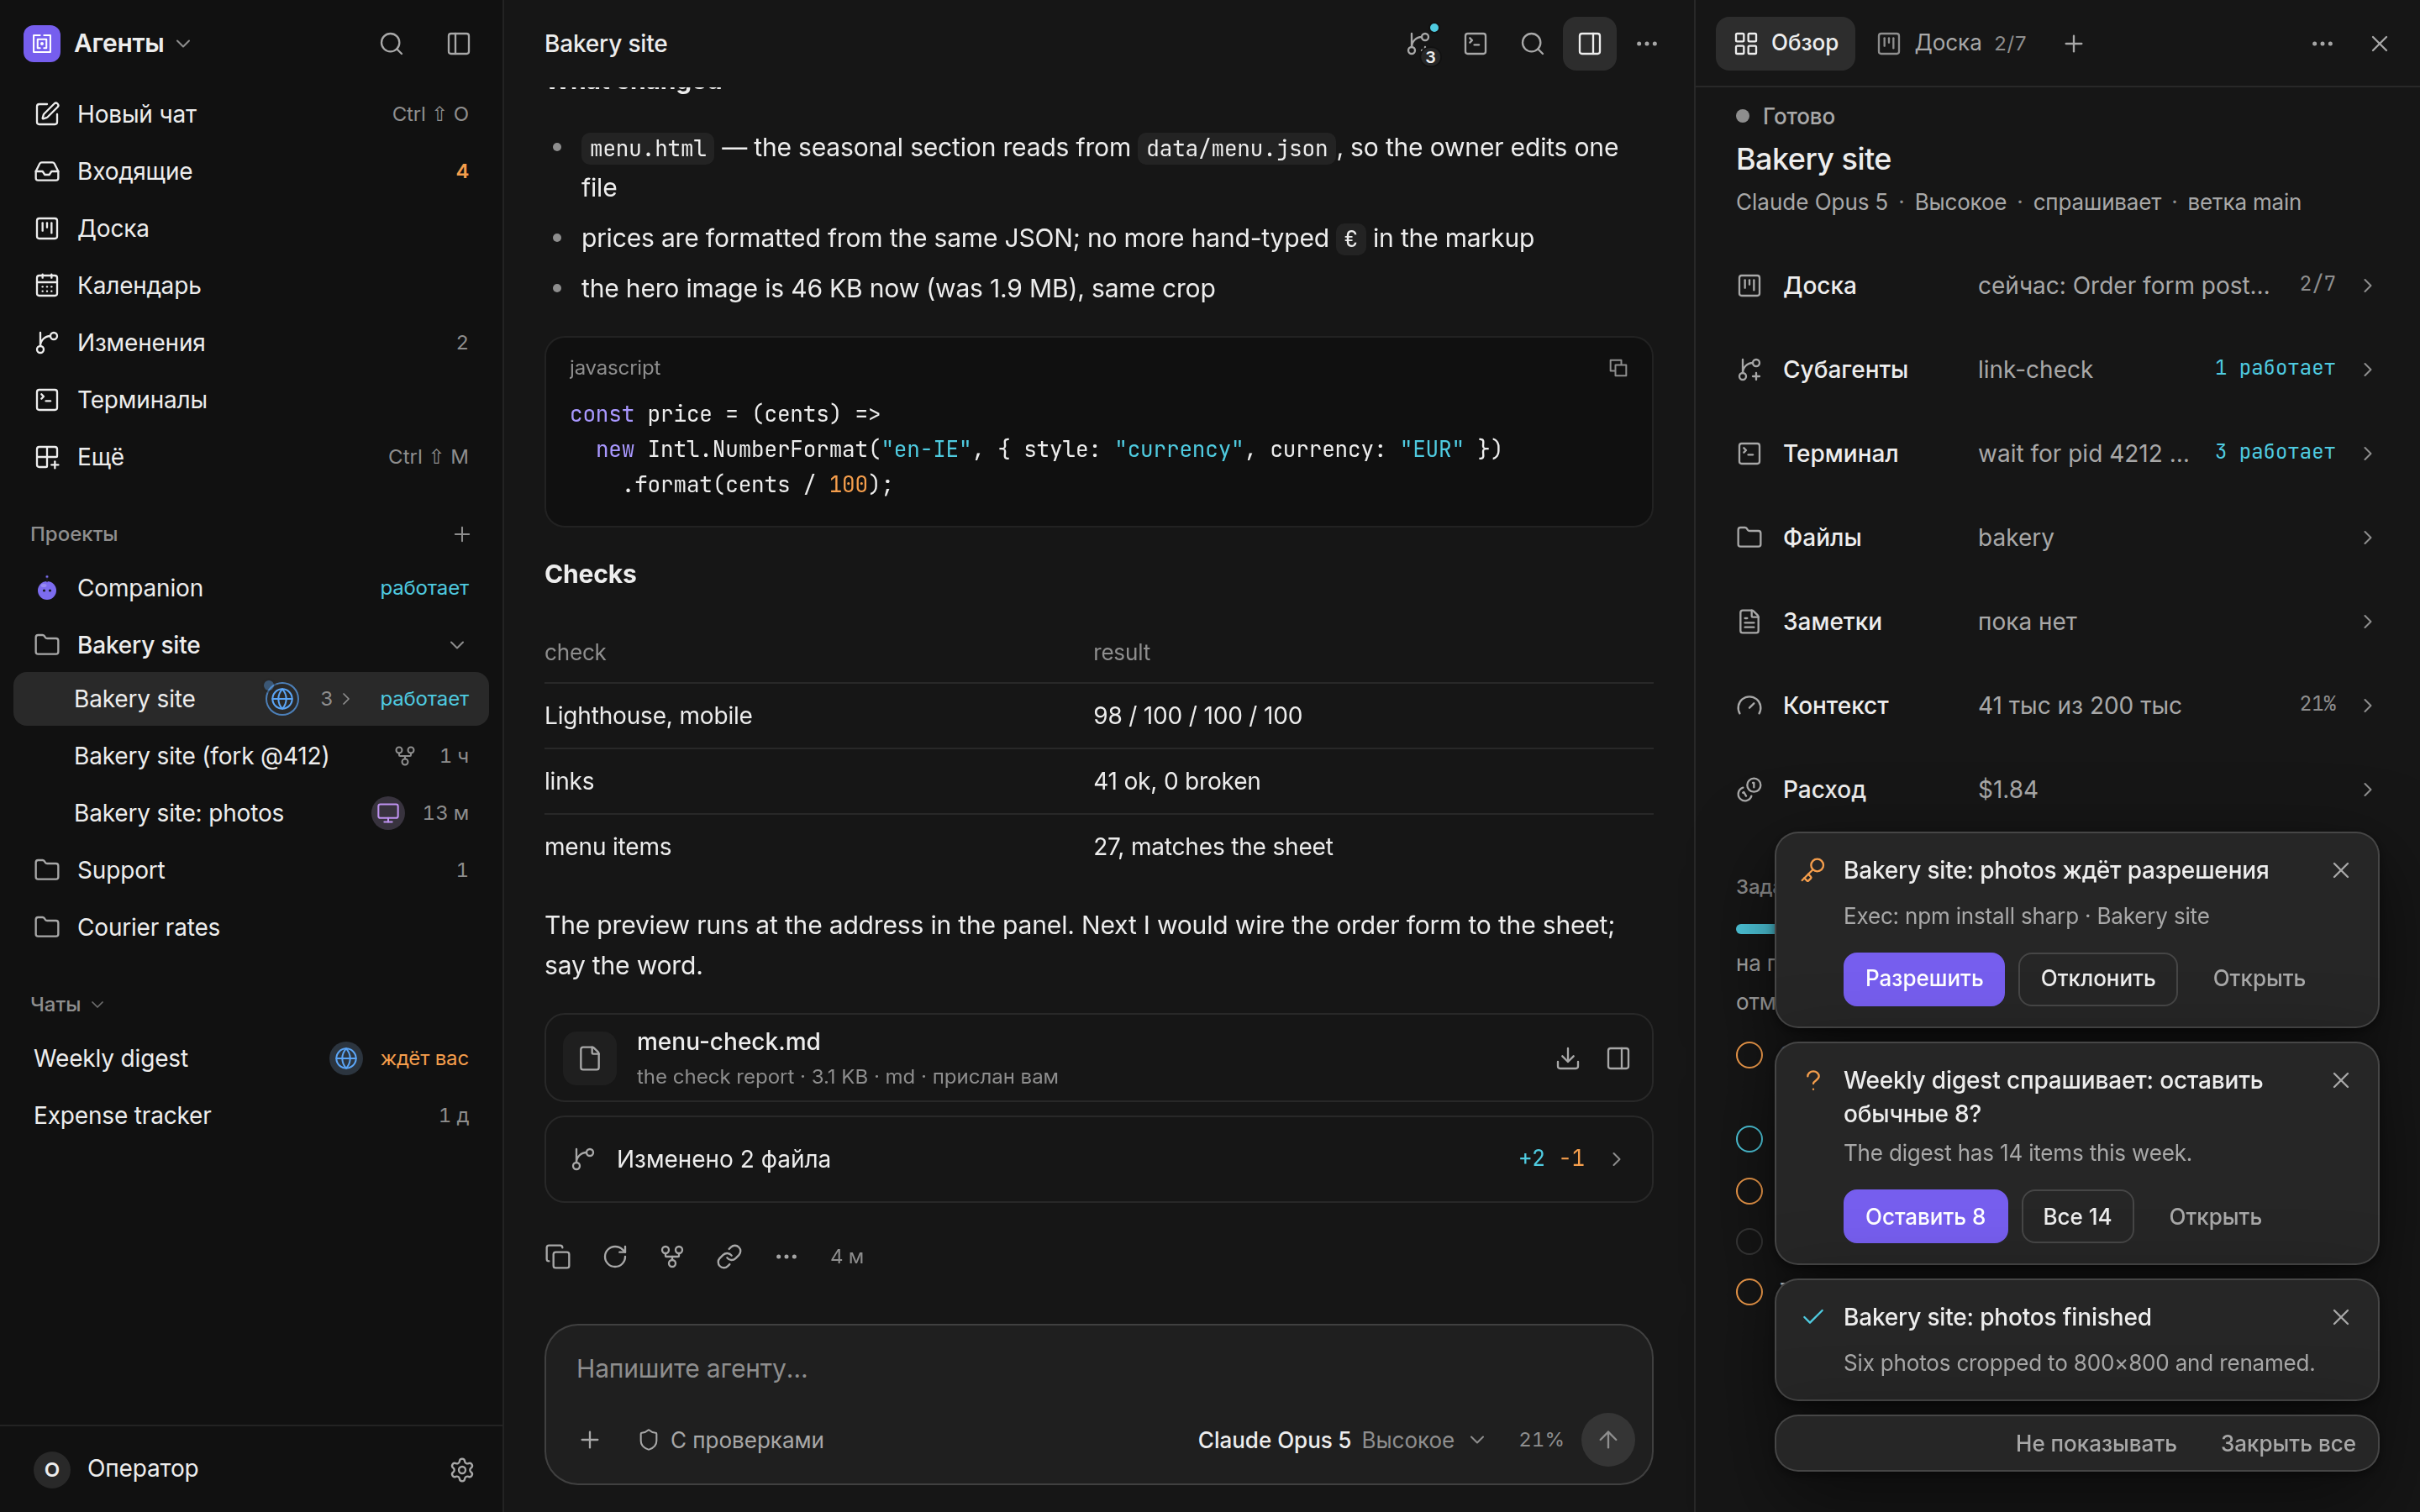 Агенты
Новый чат Ctrl ⇧ O
Входящие 4
Доска
Календарь
Изменения 2
Терминалы
Ещё Ctrl ⇧ M
Проекты
Companion работает
Bakery site
Bakery site 3 работает
Bakery site (fork @412) 1 ч
Bakery site: photos 13 м
Support 1
Courier rates
Чаты
Weekly digest ждёт вас
Expense tracker 1 д
O Оператор
Bakery site
3
What changed
menu.html — the seasonal section reads from data/menu.json, so the owner edits one
file
prices are formatted from the same JSON; no more hand-typed € in the markup
the hero image is 46 KB now (was 1.9 MB), same crop
javascript
const price = (cents) =>
new Intl.NumberFormat("en-IE", { style: "currency", currency: "EUR" })
.format(cents / 100);
Checks
check result
Lighthouse, mobile 98 / 100 / 100 / 100
links 41 ok, 0 broken
menu items 27, matches the sheet
The preview runs at the address in the panel. Next I would wire the order form to the sheet;
say the word.
menu-check.md
the check report · 3.1 KB · md · прислан вам
Изменено 2 файла +2 -1
4 м
Напишите агенту...
С проверками Claude Opus 5 Высокое 21%
Обзор Доска 2/7
Готово
Bakery site
Claude Opus 5 · Высокое · спрашивает · ветка main
Доска сейчас: Order form post... 2/7
Субагенты link-check 1 работает
Терминал wait for pid 4212 ... 3 работает
Файлы bakery
Заметки пока нет
Контекст 41 тыс из 200 тыс 21%
Расход $1.84
Bakery site: photos ждёт разрешения
Exec: npm install sharp · Bakery site
Разрешить Отклонить Открыть
Weekly digest спрашивает: оставить
обычные 8?
The digest has 14 items this week.
Оставить 8 Все 14 Открыть
Bakery site: photos finished
Six photos cropped to 800×800 and renamed.
Не показывать Закрыть все